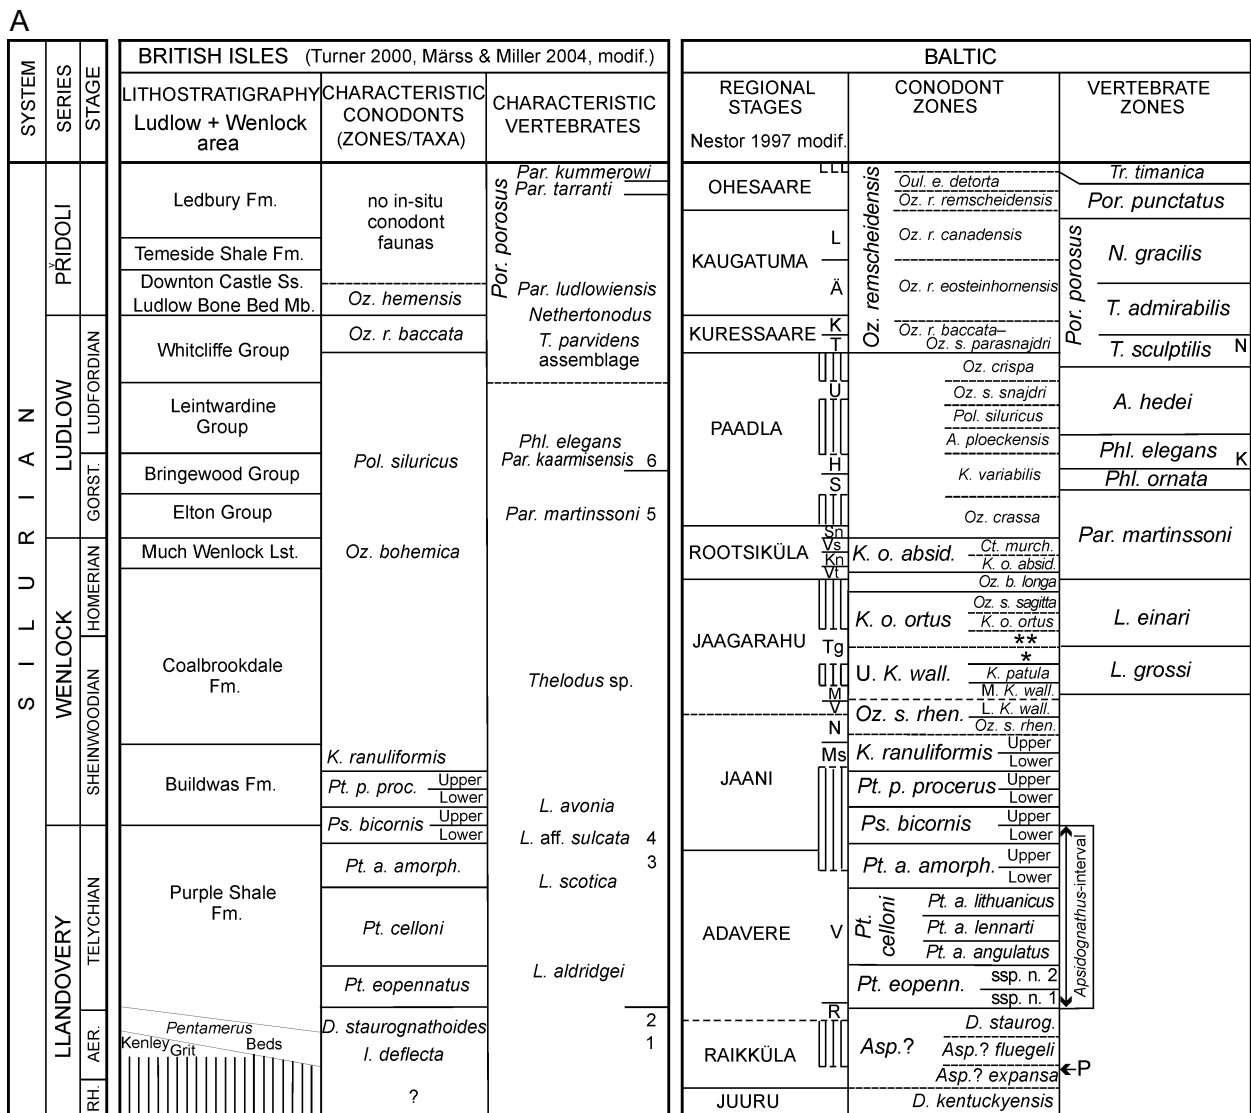 A
SYSTEM
SERIES
STAGE
BRITISH ISLES (Turner 2000, Märss & Miller 2004, modif.)
LITHOSTRATIGRAPHY
Ludlow + Wenlock
area
CHARACTERISTIC
CONODONTS
(ZONES/TAXA)
CHARACTERISTIC
VERTEBRATES
BALTIC
REGIONAL
STAGES
Nestor 1997 modif.
CONODONT
ZONES
VERTEBRATE
ZONES
SILURIAN
PŘIDOLI
LUDLOW
WENLOCK
LLANDOVERY
LUDFORDIAN
GORST.
HOMERIAN
SHEINWOODIAN
TELYCHIAN
AER.
RH.
Ledbury Fm.
Temeside Shale Fm.
Downton Castle Ss.
Ludlow Bone Bed Mb.
Whitcliffe Group
Leintwardine
Group
Bringewood Group
Elton Group
Much Wenlock Lst.
Coalbrookdale
Fm.
Buildwas Fm.
Purple Shale
Fm.
Pentamerus
Beds
Kenley
Grit
no in-situ
conodont
faunas
Oz. hemensis
Oz. r. baccata
Pol. siluricus
Oz. bohemica
K. ranuliformis
Pt. p. proc.
Upper
Lower
Ps. bicornis
Upper
Lower
Pt. a. amorph.
Pt. celloni
Pt. eopennatus
D. staurognathoides
I. deflecta
?
Par. kummerowi
Par. tarranti
Por. porosus
Par. ludlowiensis
Nethertonodus
T. parvidens
assemblage
Phl. elegans
Par. kaarmisensis 6
Par. martinssoni 5
Thelodus sp.
L. avonia
L. aff. sulcata 4
3
L. scotica
L. aldridgei
2
1
OHESAARE
KAUGATUMA
L
Ä
KURESSAARE
K
T
PAADLA
U
H
S
ROOTSIKÜLA
Sn
Vs
Kn
Vt
JAAGARAHU
Tg
M
V
JAANI
N
Ms
ADAVERE
V
R
RAIKKÜLA
JUURU
Oz. remscheidensis
Oul. e. detorta
Oz. r. remscheidensis
Oz. r. canadensis
Oz. r. eosteinhornensis
Oz. r. baccata–
Oz. s. parasnajdri
Oz. crispa
Oz. s. snajdri
Pol. siluricus
A. ploeckensis
K. variabilis
Oz. crassa
K. o. absid.
Ct. murch.
K. o. absid.
Oz. b. longa
K. o. ortus
Oz. s. sagitta
K. o. ortus
**
*
U. K. wall.
K. patula
M. K. wall.
Oz. s. rhen.
L. K. wall.
Oz. s. rhen.
K. ranuliformis
Upper
Lower
Pt. p. procerus
Upper
Lower
Ps. bicornis
Upper
Lower
Pt. a. amorph.
Upper
Lower
Pt. celloni
Pt. a. lithuanicus
Pt. a. lennarti
Pt. a. angulatus
Pt. eopenn.
ssp. n. 2
ssp. n. 1
Asp.?
D. staurog.
Asp.? fluegeli
Asp.? expansa
P
D. kentuckyensis
Tr. timanica
Por. punctatus
Por. porosus
N. gracilis
T. admirabilis
T. sculptilis N
A. hedei
Phl. elegans
K
Phl. ornata
Par. martinssoni
L. einari
L. grossi
Apsidognathus-interval